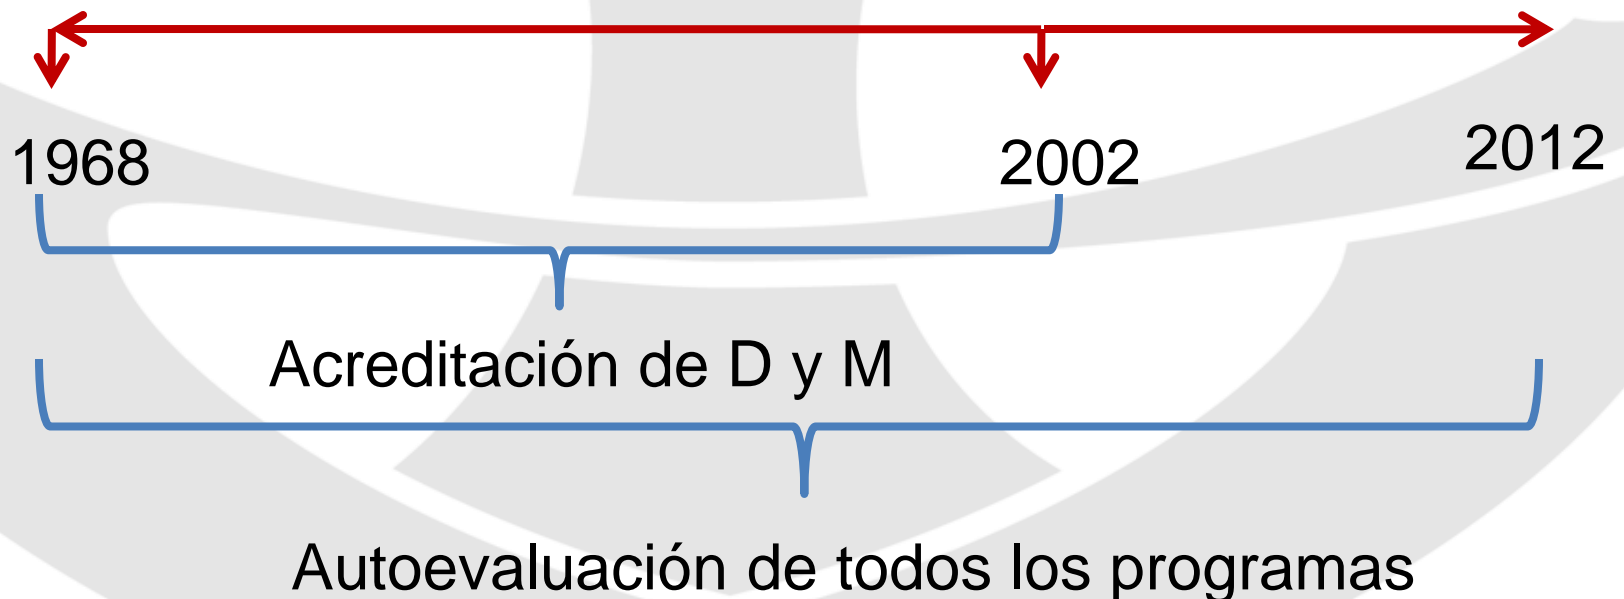 1968 2002 2012
Acreditación de D y M
Autoevaluación de todos los programas